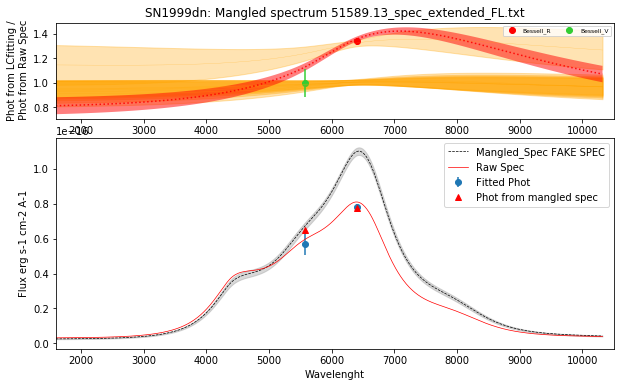 SN1999dn: Mangled spectrum 51589.13_spec_extended_FL.txt
Phot from LCfitting /
Phot from Raw Spec
1.4
1.2
1.0
0.8
Bessell_R
Bessell_V
2000 3000 4000 5000 6000 7000 8000 9000 10000
1e−16
Flux erg s-1 cm-2 A-1
1.0
0.8
0.6
0.4
0.2
0.0
Mangled_Spec FAKE SPEC
Raw Spec
Fitted Phot
Phot from mangled spec
2000 3000 4000 5000 6000 7000 8000 9000 10000
Wavelenght